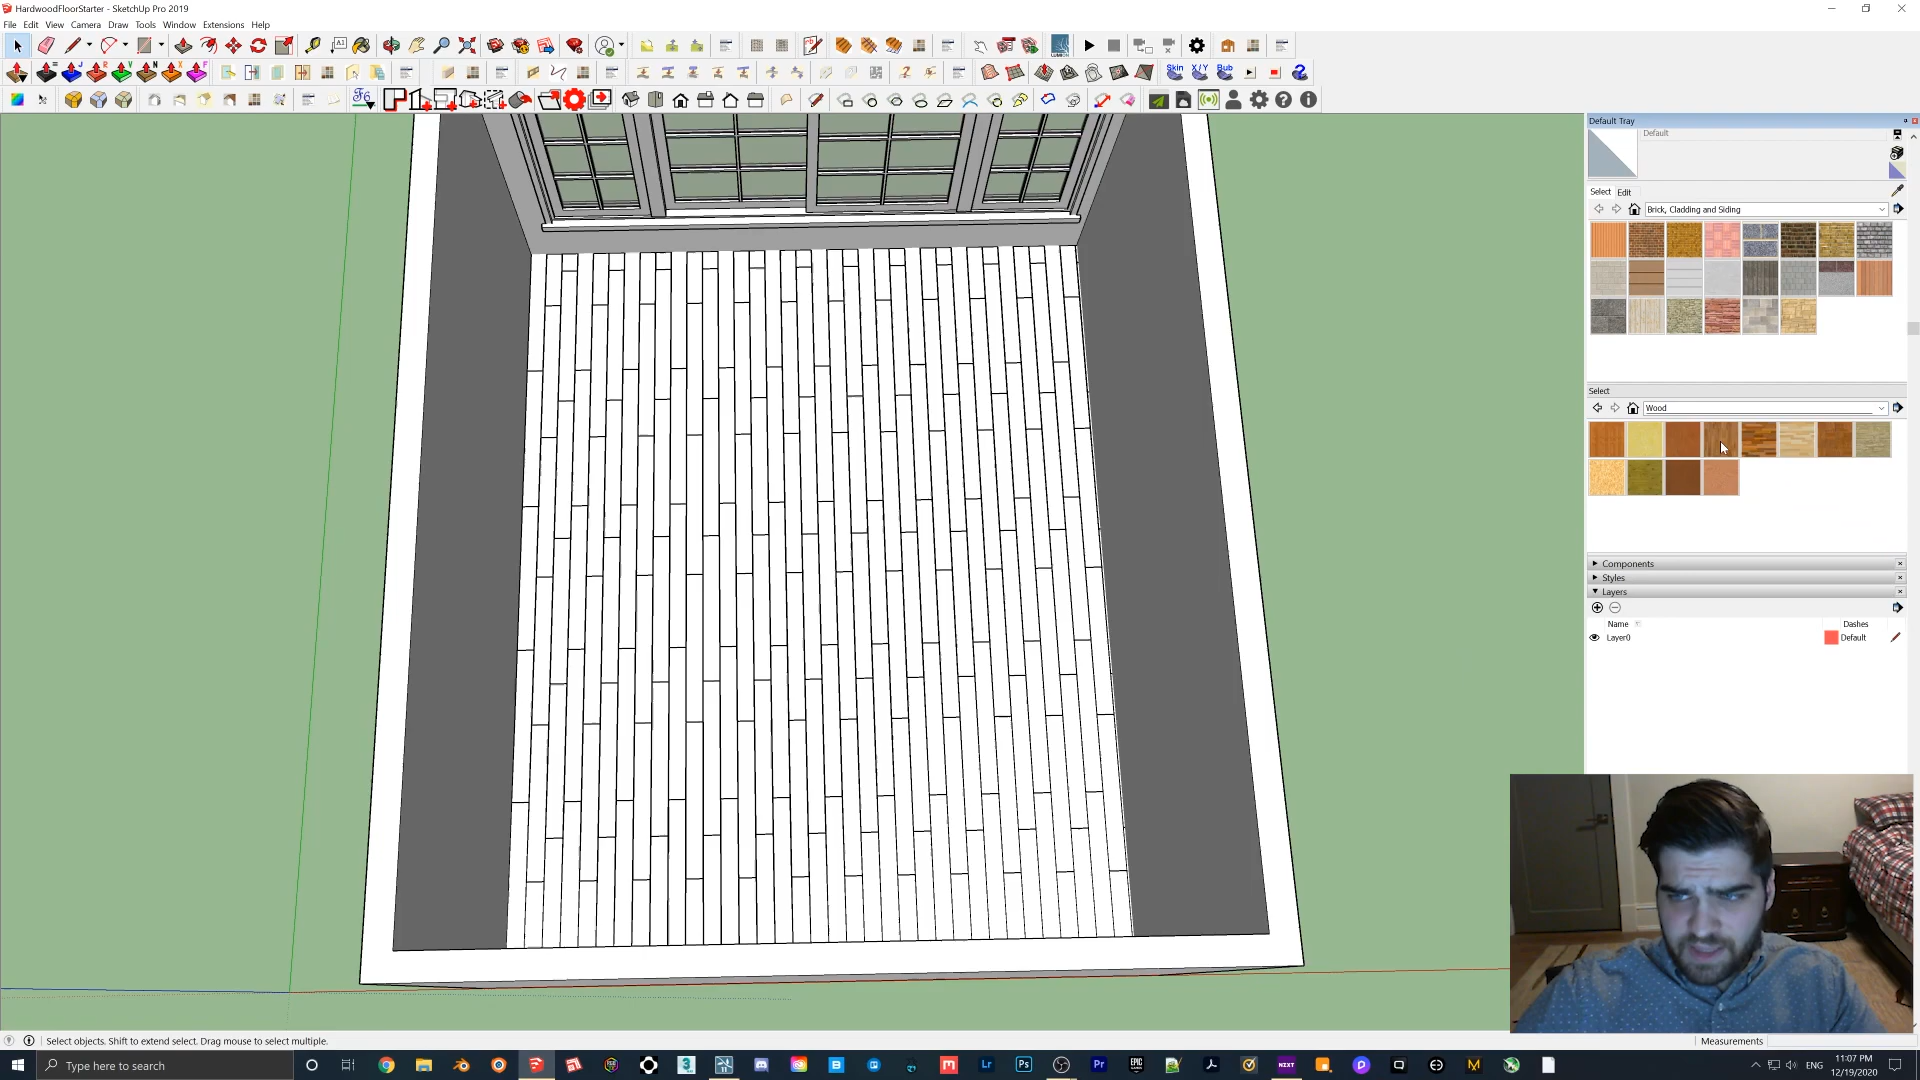 HardwoodFloorStarter - SketchUp Pro 2019
File Edit View Camera Draw Tools Window Extensions Help
Skin X/Y Bub
Default Tray
Default
Select Edit
Brick, Cladding and Siding
Select
Wood
Components
Styles
Layers
Name Dashes
Layer0 Default
Select objects. Shift to extend select. Drag mouse to select multiple.
Measurements
Type here to search
ENG
11:07 PM
12/19/2020